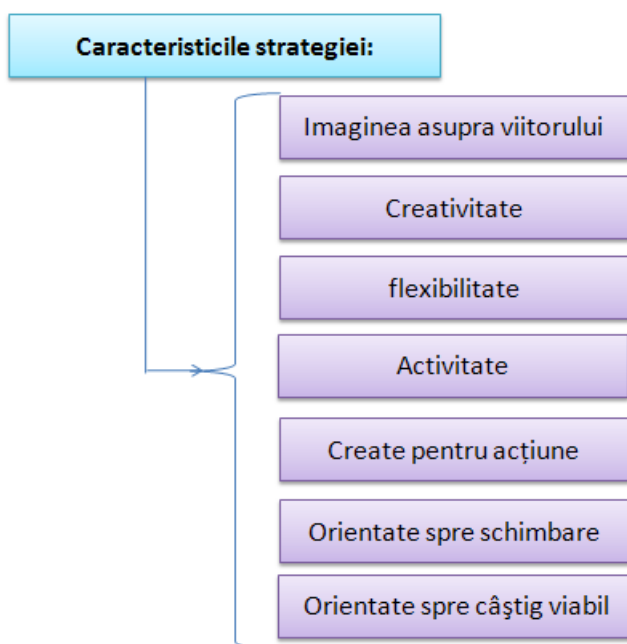 Caracteristicile strategiei:
Imaginea asupra viitorului
Creativitate
flexibilitate
Activitate
Create pentru acțiune
Orientate spre schimbare
Orientate spre câștig viabil